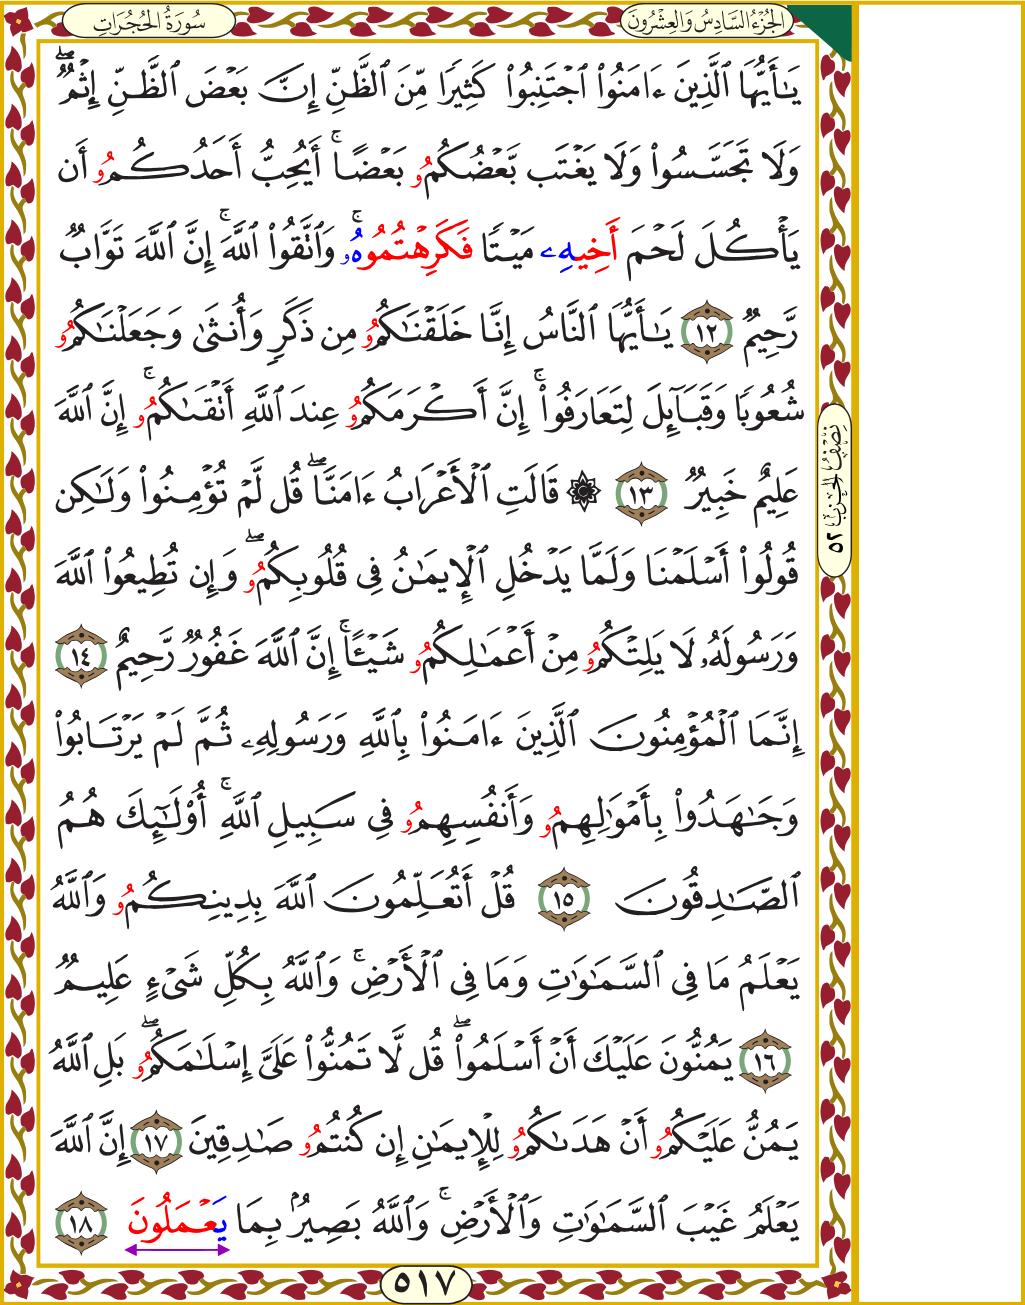 الجُزْءُ السَّادِسُ وَالعِشْرُونَ
سُورَةُ الحُجُرَاتِ
يَـٰٓأَيُّهَا ٱلَّذِينَ ءَامَنُوا۟ ٱجْتَنِبُوا۟ كَثِيرًا مِّنَ ٱلظَّنِّ إِنَّ بَعْضَ ٱلظَّنِّ إِثْمٌۖ
وَلَا تَجَسَّسُوا۟ وَلَا يَغْتَب بَّعْضُكُمُو بَعْضًاۚ أَيُحِبُّ أَحَدُكُمُو أَن
يَأْكُلَ لَحْمَ أَخِيهِۦ مَيْتًا فَكَرِهْتُمُوهُۥۚ وَٱتَّقُوا۟ ٱللَّهَۚ إِنَّ ٱللَّهَ تَوَّابٌ
رَّحِيمٌ ١٢ يَـٰٓأَيُّهَا ٱلنَّاسُ إِنَّا خَلَقْنَـٰكُمُو مِن ذَكَرٍ وَأُنثَىٰ وَجَعَلْنَـٰكُمُو
شُعُوبًا وَقَبَآئِلَ لِتَعَارَفُوٓا۟ۚ إِنَّ أَكْرَمَكُمُو عِندَ ٱللَّهِ أَتْقَىٰكُمُوۚ إِنَّ ٱللَّهَ
عَلِيمٌ خَبِيرٌ ١٣ ۞ قَالَتِ ٱلْأَعْرَابُ ءَامَنَّاۖ قُل لَّمْ تُؤْمِنُوا۟ وَلَـٰكِن
قُولُوٓا۟ أَسْلَمْنَا وَلَمَّا يَدْخُلِ ٱلْإِيمَـٰنُ فِى قُلُوبِكُمُوۖ وَإِن تُطِيعُوا۟ ٱللَّهَ
وَرَسُولَهُۥ لَا يَلِتْكُمُو مِنْ أَعْمَـٰلِكُمُو شَيْـًٔاۚ إِنَّ ٱللَّهَ غَفُورٌ رَّحِيمٌ ١٤
إِنَّمَا ٱلْمُؤْمِنُونَ ٱلَّذِينَ ءَامَنُوا۟ بِٱللَّهِ وَرَسُولِهِۦ ثُمَّ لَمْ يَرْتَابُوا۟
وَجَـٰهَدُوا۟ بِأَمْوَٰلِهِمُو وَأَنفُسِهِمُو فِى سَبِيلِ ٱللَّهِۚ أُو۟لَـٰٓئِكَ هُمُ
ٱلصَّـٰدِقُونَ ١٥ قُلْ أَتُعَلِّمُونَ ٱللَّهَ بِدِينِكُمُو وَٱللَّهُ
يَعْلَمُ مَا فِى ٱلسَّمَـٰوَٰتِ وَمَا فِى ٱلْأَرْضِۚ وَٱللَّهُ بِكُلِّ شَىْءٍ عَلِيمٌ
١٦ يَمُنُّونَ عَلَيْكَ أَنْ أَسْلَمُوا۟ۖ قُل لَّا تَمُنُّوا۟ عَلَىَّ إِسْلَـٰمَكُمُوۖ بَلِ ٱللَّهُ
يَمُنُّ عَلَيْكُمُو أَنْ هَدَىٰكُمُو لِلْإِيمَـٰنِ إِن كُنتُمُو صَـٰدِقِينَ ١٧ إِنَّ ٱللَّهَ
يَعْلَمُ غَيْبَ ٱلسَّمَـٰوَٰتِ وَٱلْأَرْضِۚ وَٱللَّهُ بَصِيرٌۢ بِمَا يَعْمَلُونَ ١٨
نِصْفُ الحِزْبِ ٥٢
٥١٧